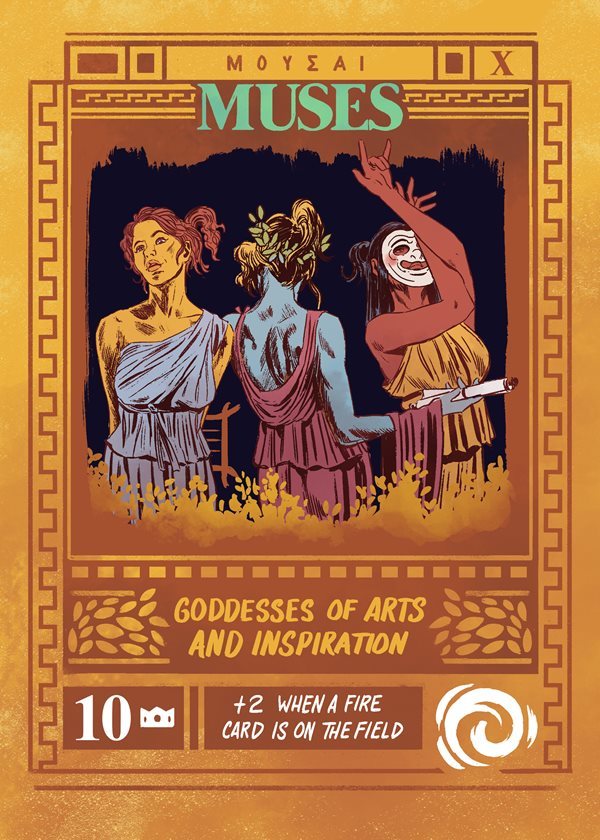 ΜΟΥΣΑΙ
X
MUSES
GODDESSES OF ARTS
AND INSPIRATION
10
+2 WHEN A FIRE
CARD IS ON THE FIELD